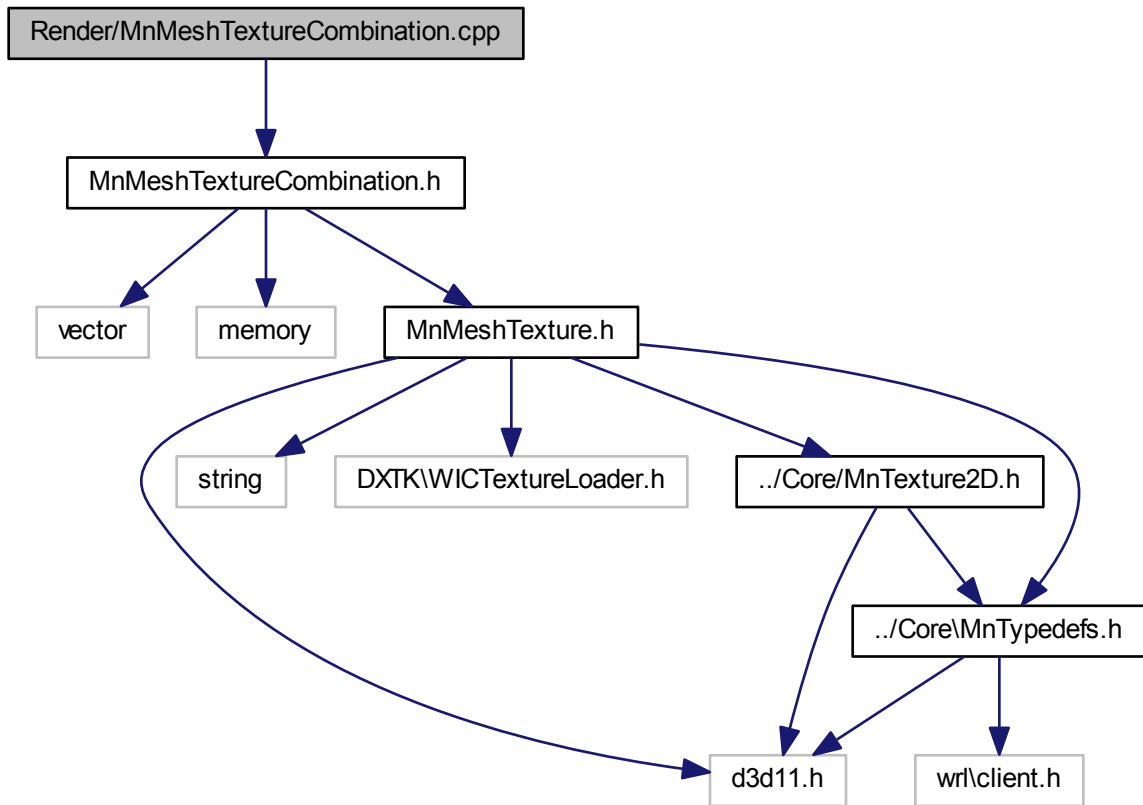 Render/MnMeshTextureCombination.cpp
MnMeshTextureCombination.h
vector
memory
MnMeshTexture.h
string
DXTK\WICTextureLoader.h
../Core/MnTexture2D.h
../Core\MnTypedefs.h
d3d11.h
wrl\client.h